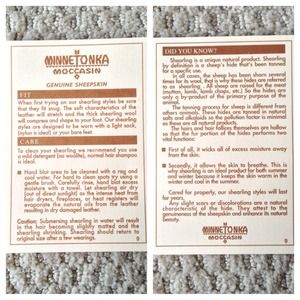 MINNETONKA
MOCCASIN
GENUINE SHEEPSKIN
FIT
When first trying on our shearling styles be sure
that they fit snug. The soft characteristics of the
leather will stretch and the thick shearling wool
will compress and shape to your foot. Our shearling
styles are designed to be worn with a light sock,
(nylon is ideal) or your bare feet.
CARE
To clean your shearling we recommend you use
a mild detergent (as woolite), normal hair shampoo
is ideal.
Hand blot areas to be cleaned with a rag and cool
water. For foot lining or spot cleaning try using a
gentle brush. Carefully rinse, hand blot excess
moisture with a towel. Let shearling air dry
(out of direct sunlight) as the intense heat from
hair dryers, fireplaces, or heat registers will
evaporate the natural oils from the leather
resulting in dry damaged leather.
Caution: Submersing shearling in water will result
in the hair becoming slightly matted and the
shearling shrinking. Shearling should return to
original size after a few wearings.
9
DID YOU KNOW?
Shearling is a unique natural product. Shearling
by definition is a sheep's hide that's been tanned
for a specific use.
In all cases, the sheep has been shorn several
times for its wool, that is why these hides are referred
to as shearling. All sheep are raised for the meat
(mutton, lamb, lamb chops, etc.) So the hides are
only a by-product of the primary purpose of the
animal.
The tanning process for sheep is different from
others animals. These hides are tanned in natural
salts and alkaloids so the pollution factor is minimal
as these are all natural products.
The hairs and hair follicles themselves are hollow
so that the fur portion of the hides performs two
vital functions.
First of all, it wicks all of excess moisture away
from the skin.
Secondly, it allows the skin to breathe. This is
why shearling is an ideal product for both summer
and winter because it keeps the skin warm in the
winter and cool in the summer.
Cared for properly, our shearling styles will last
for years.
Any slight scars or discolorations are a natural
characteristic of the hide. They attest to the
genuineness of the sheepskin and enhance its natural
beauty.
MINNETONKA
MOCCASIN
9